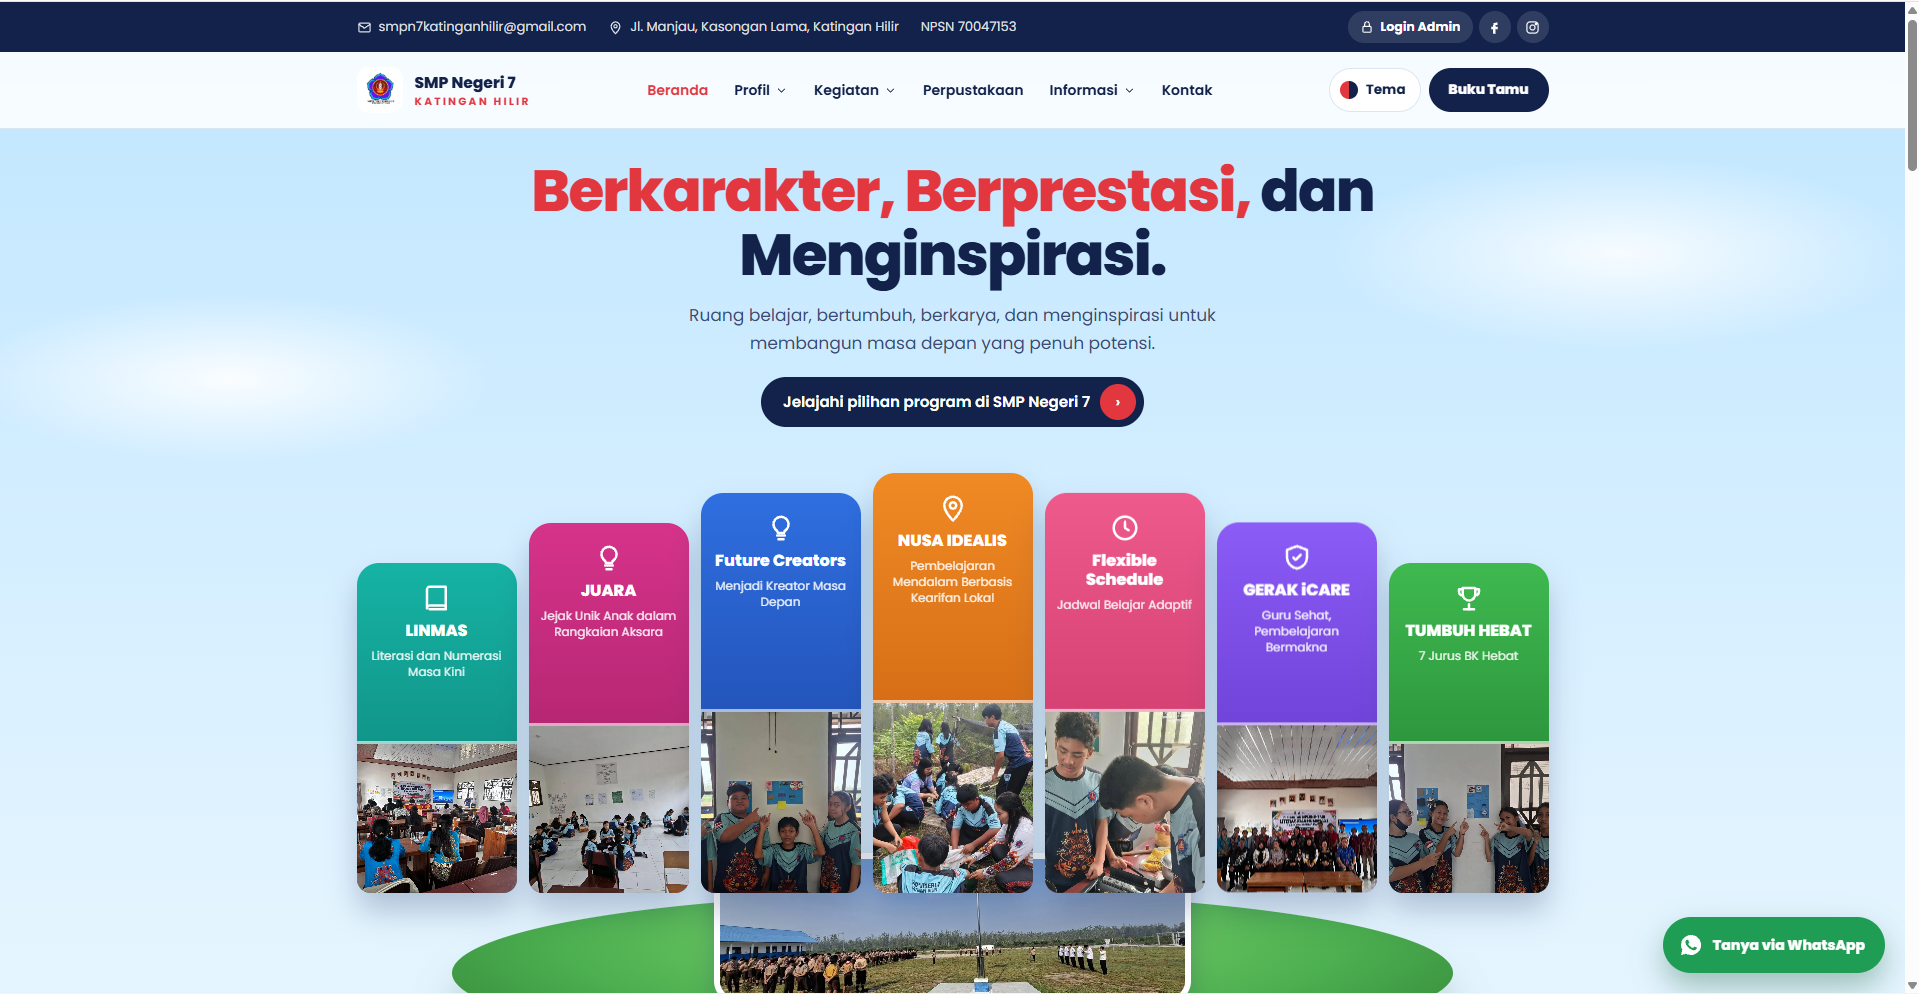 smpn7katinganhilir@gmail.com
Jl. Manjau, Kasongan Lama, Katingan Hilir
NPSN 70047153
Login Admin
SMP Negeri 7
KATINGAN HILIR
Beranda
Profil
Kegiatan
Perpustakaan
Informasi
Kontak
Tema
Buku Tamu
Berkarakter, Berprestasi, dan
Menginspirasi.
Ruang belajar, bertumbuh, berkarya, dan menginspirasi untuk
membangun masa depan yang penuh potensi.
Jelajahi pilihan program di SMP Negeri 7
LINMAS
Literasi dan Numerasi
Masa Kini
JUARA
Jejak Unik Anak dalam
Rangkaian Aksara
Future Creators
Menjadi Kreator Masa
Depan
NUSA IDEALIS
Pembelajaran
Mendalam Berbasis
Kearifan Lokal
Flexible
Schedule
Jadwal Belajar Adaptif
GERAK iCARE
Guru Sehat,
Pembelajaran
Bermakna
TUMBUH HEBAT
7 Jurus BK Hebat
Tanya via WhatsApp